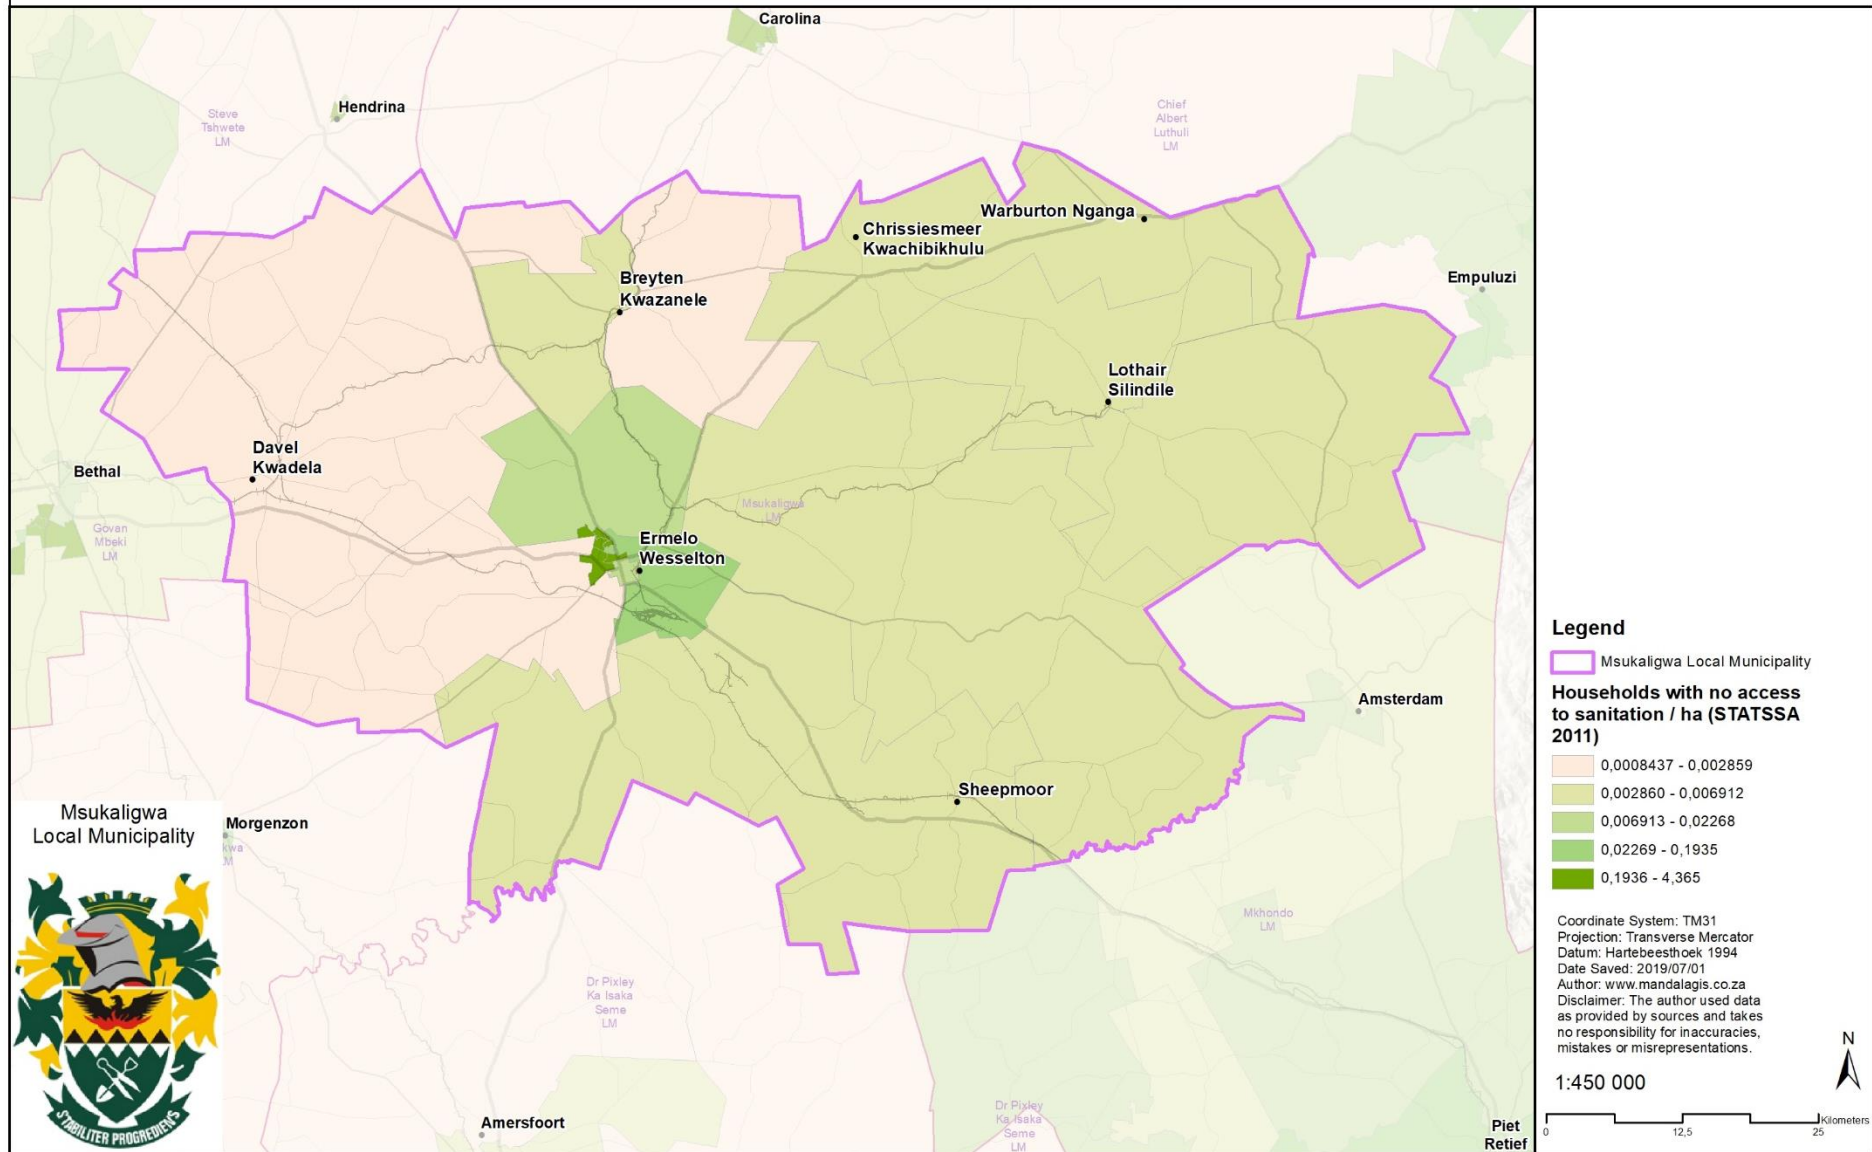 Carolina
Hendrina
Steve
Tshwete
LM
Chief
Albert
Luthuli
LM
Warburton Nganga
Chrissiesmeer
Kwachibikhulu
Breyten
Kwazanele
Empuluzi
Lothair
Silindile
Davel
Kwadela
Bethal
Govan
Mbeki
LM
Msukaligwa
LM
Ermelo
Wesselton
Amsterdam
Sheepmoor
Morgenzon
kwa
LM
Mkhondo
LM
Dr Pixley
Ka Isaka
Seme
LM
Dr Pixley
Ka Isaka
Seme
LM
Amersfoort
Piet
Retief
Msukaligwa
Local Municipality
STABILITER PROGREDIENS
Legend
Msukaligwa Local Municipality
Households with no access
to sanitation / ha (STATSSA
2011)
0,0008437 - 0,002859
0,002860 - 0,006912
0,006913 - 0,02268
0,02269 - 0,1935
0,1936 - 4,365
Coordinate System: TM31
Projection: Transverse Mercator
Datum: Hartebeesthoek 1994
Date Saved: 2019/07/01
Author: www.mandalagis.co.za
Disclaimer: The author used data
as provided by sources and takes
no responsibility for inaccuracies,
mistakes or misrepresentations.
N
1:450 000
Kilometers
0 12,5 25